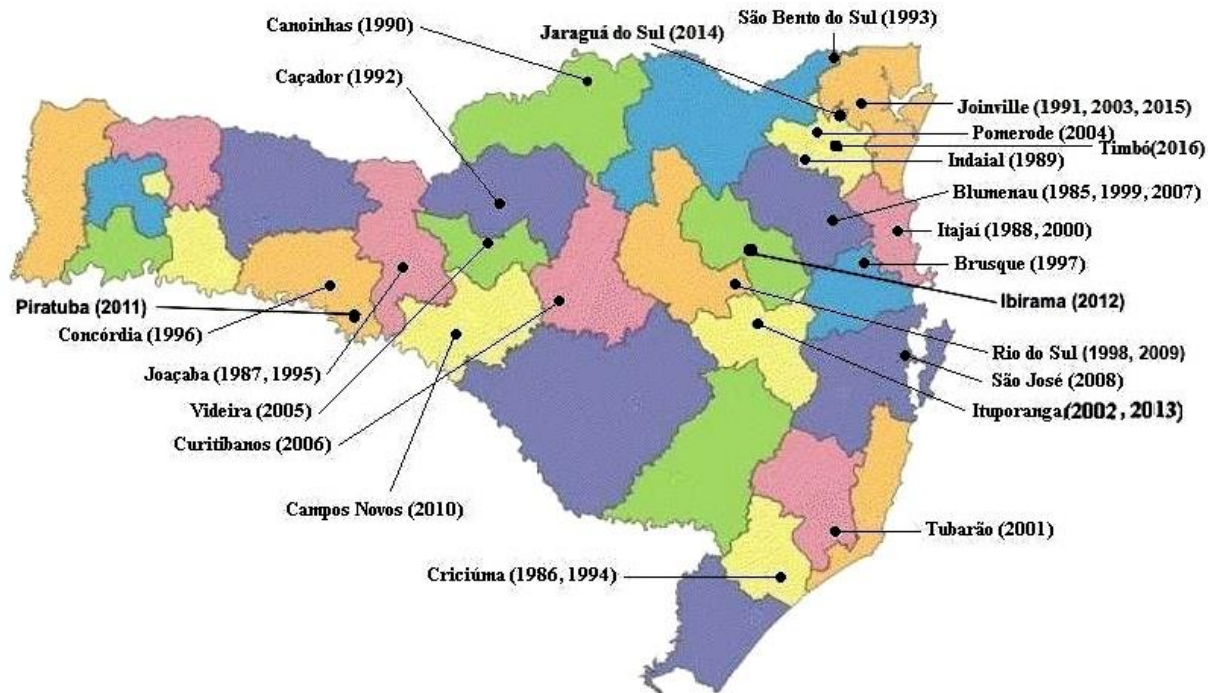 São Bento do Sul (1993)
Canoinhas (1990)
Jaraguá do Sul (2014)
Caçador (1992)
Joinville (1991, 2003, 2015)
Pomerode (2004)
Timbó(2016)
Indaial (1989)
Blumenau (1985, 1999, 2007)
Itajaí (1988, 2000)
Brusque (1997)
Ibirama (2012)
Piratuba (2011)
Concórdia (1996)
Rio do Sul (1998, 2009)
Joaçaba (1987, 1995)
São José (2008)
Videira (2005)
Ituporanga(2002, 2013)
Curitibanos (2006)
Campos Novos (2010)
Tubarão (2001)
Criciúma (1986, 1994)